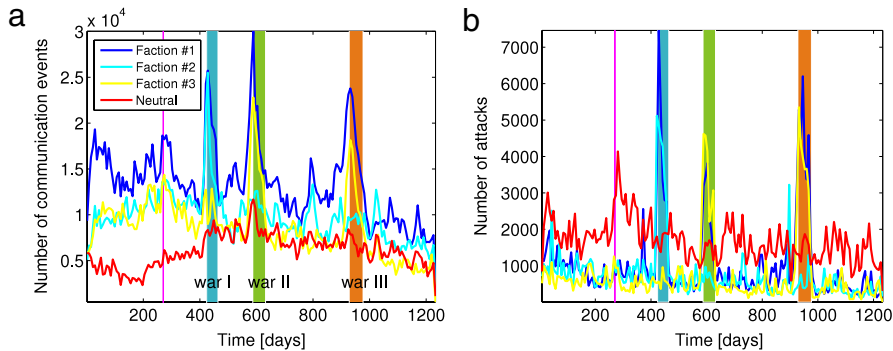 a
x 10⁴
3
2.5
2
1.5
1
0.5
Number of communication events
Faction #1
Faction #2
Faction #3
Neutral
war I
war II
war III
200
400
600
800
1000
1200
Time [days]
b
7000
6000
5000
4000
3000
2000
1000
Number of attacks
200
400
600
800
1000
1200
Time [days]